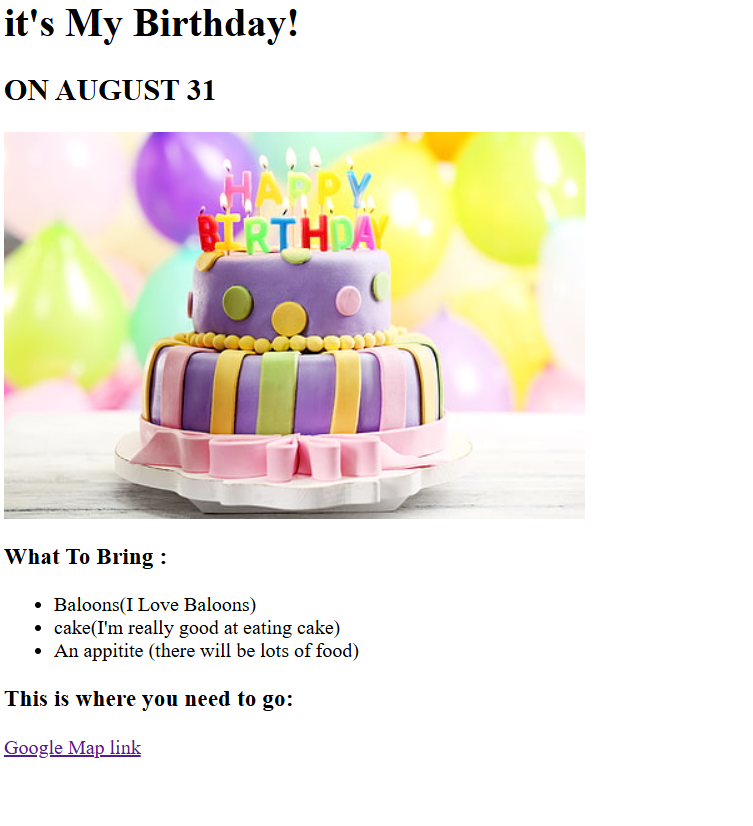 it's My Birthday!
ON AUGUST 31
HAPPY
BIRTHDAY
What To Bring :
Baloons(I Love Baloons)
cake(I'm really good at eating cake)
An appitite (there will be lots of food)
This is where you need to go:
Google Map link